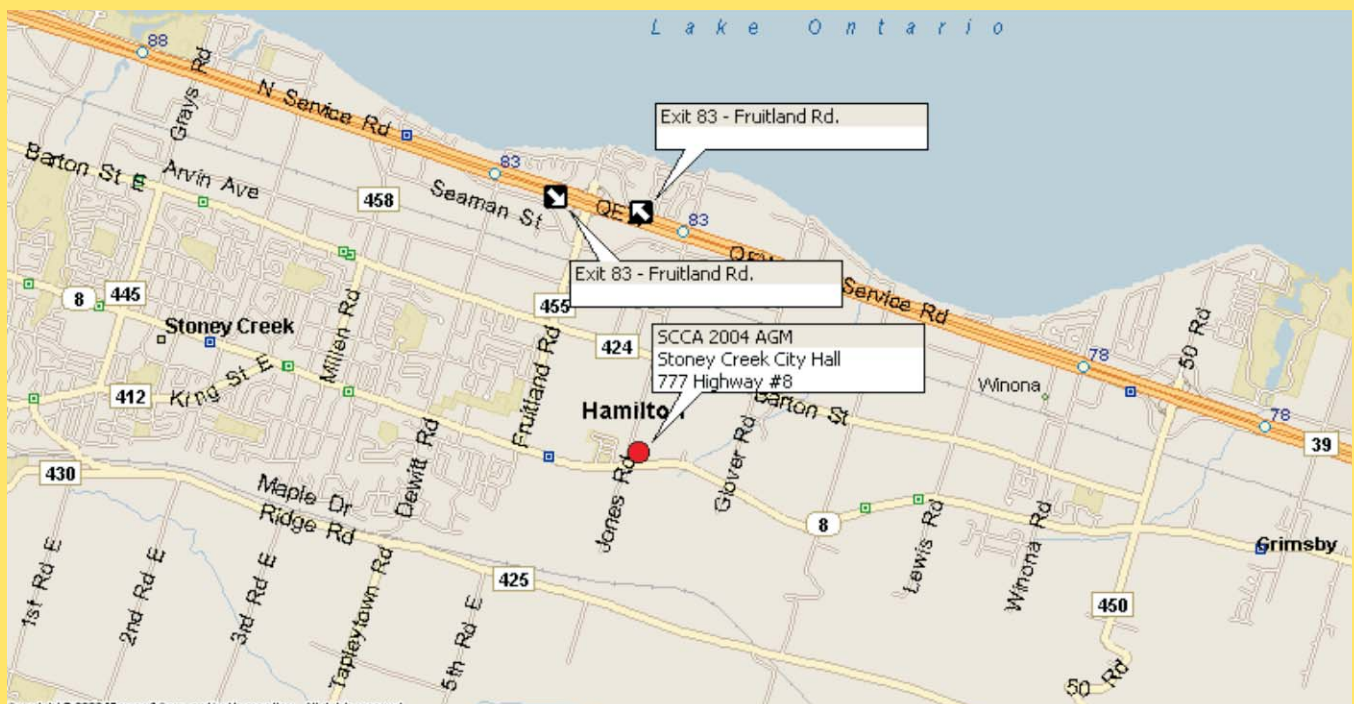 Lake Ontario
88
Grays Rd
N Service Rd
Exit 83 - Fruitland Rd.
83
Barton St E
Arvin Ave
458
Seaman St
83
Exit 83 - Fruitland Rd.
Service Rd
8
445
455
50 Rd
Stoney Creek
Millen Rd
424
SCCA 2004 AGM
Stoney Creek City Hall
777 Highway #8
78
Winona
412
King St E
Fruitland Rd
Barton St
78
39
Dewitt Rd
Glover Rd
430
Maple Dr
Ridge Rd
Jones Rd
8
Lewis Rd
Winona Rd
Grimsby
1st Rd E
2nd Rd E
3rd Rd E
Tapleytown Rd
425
5th Rd E
450
50 Rd